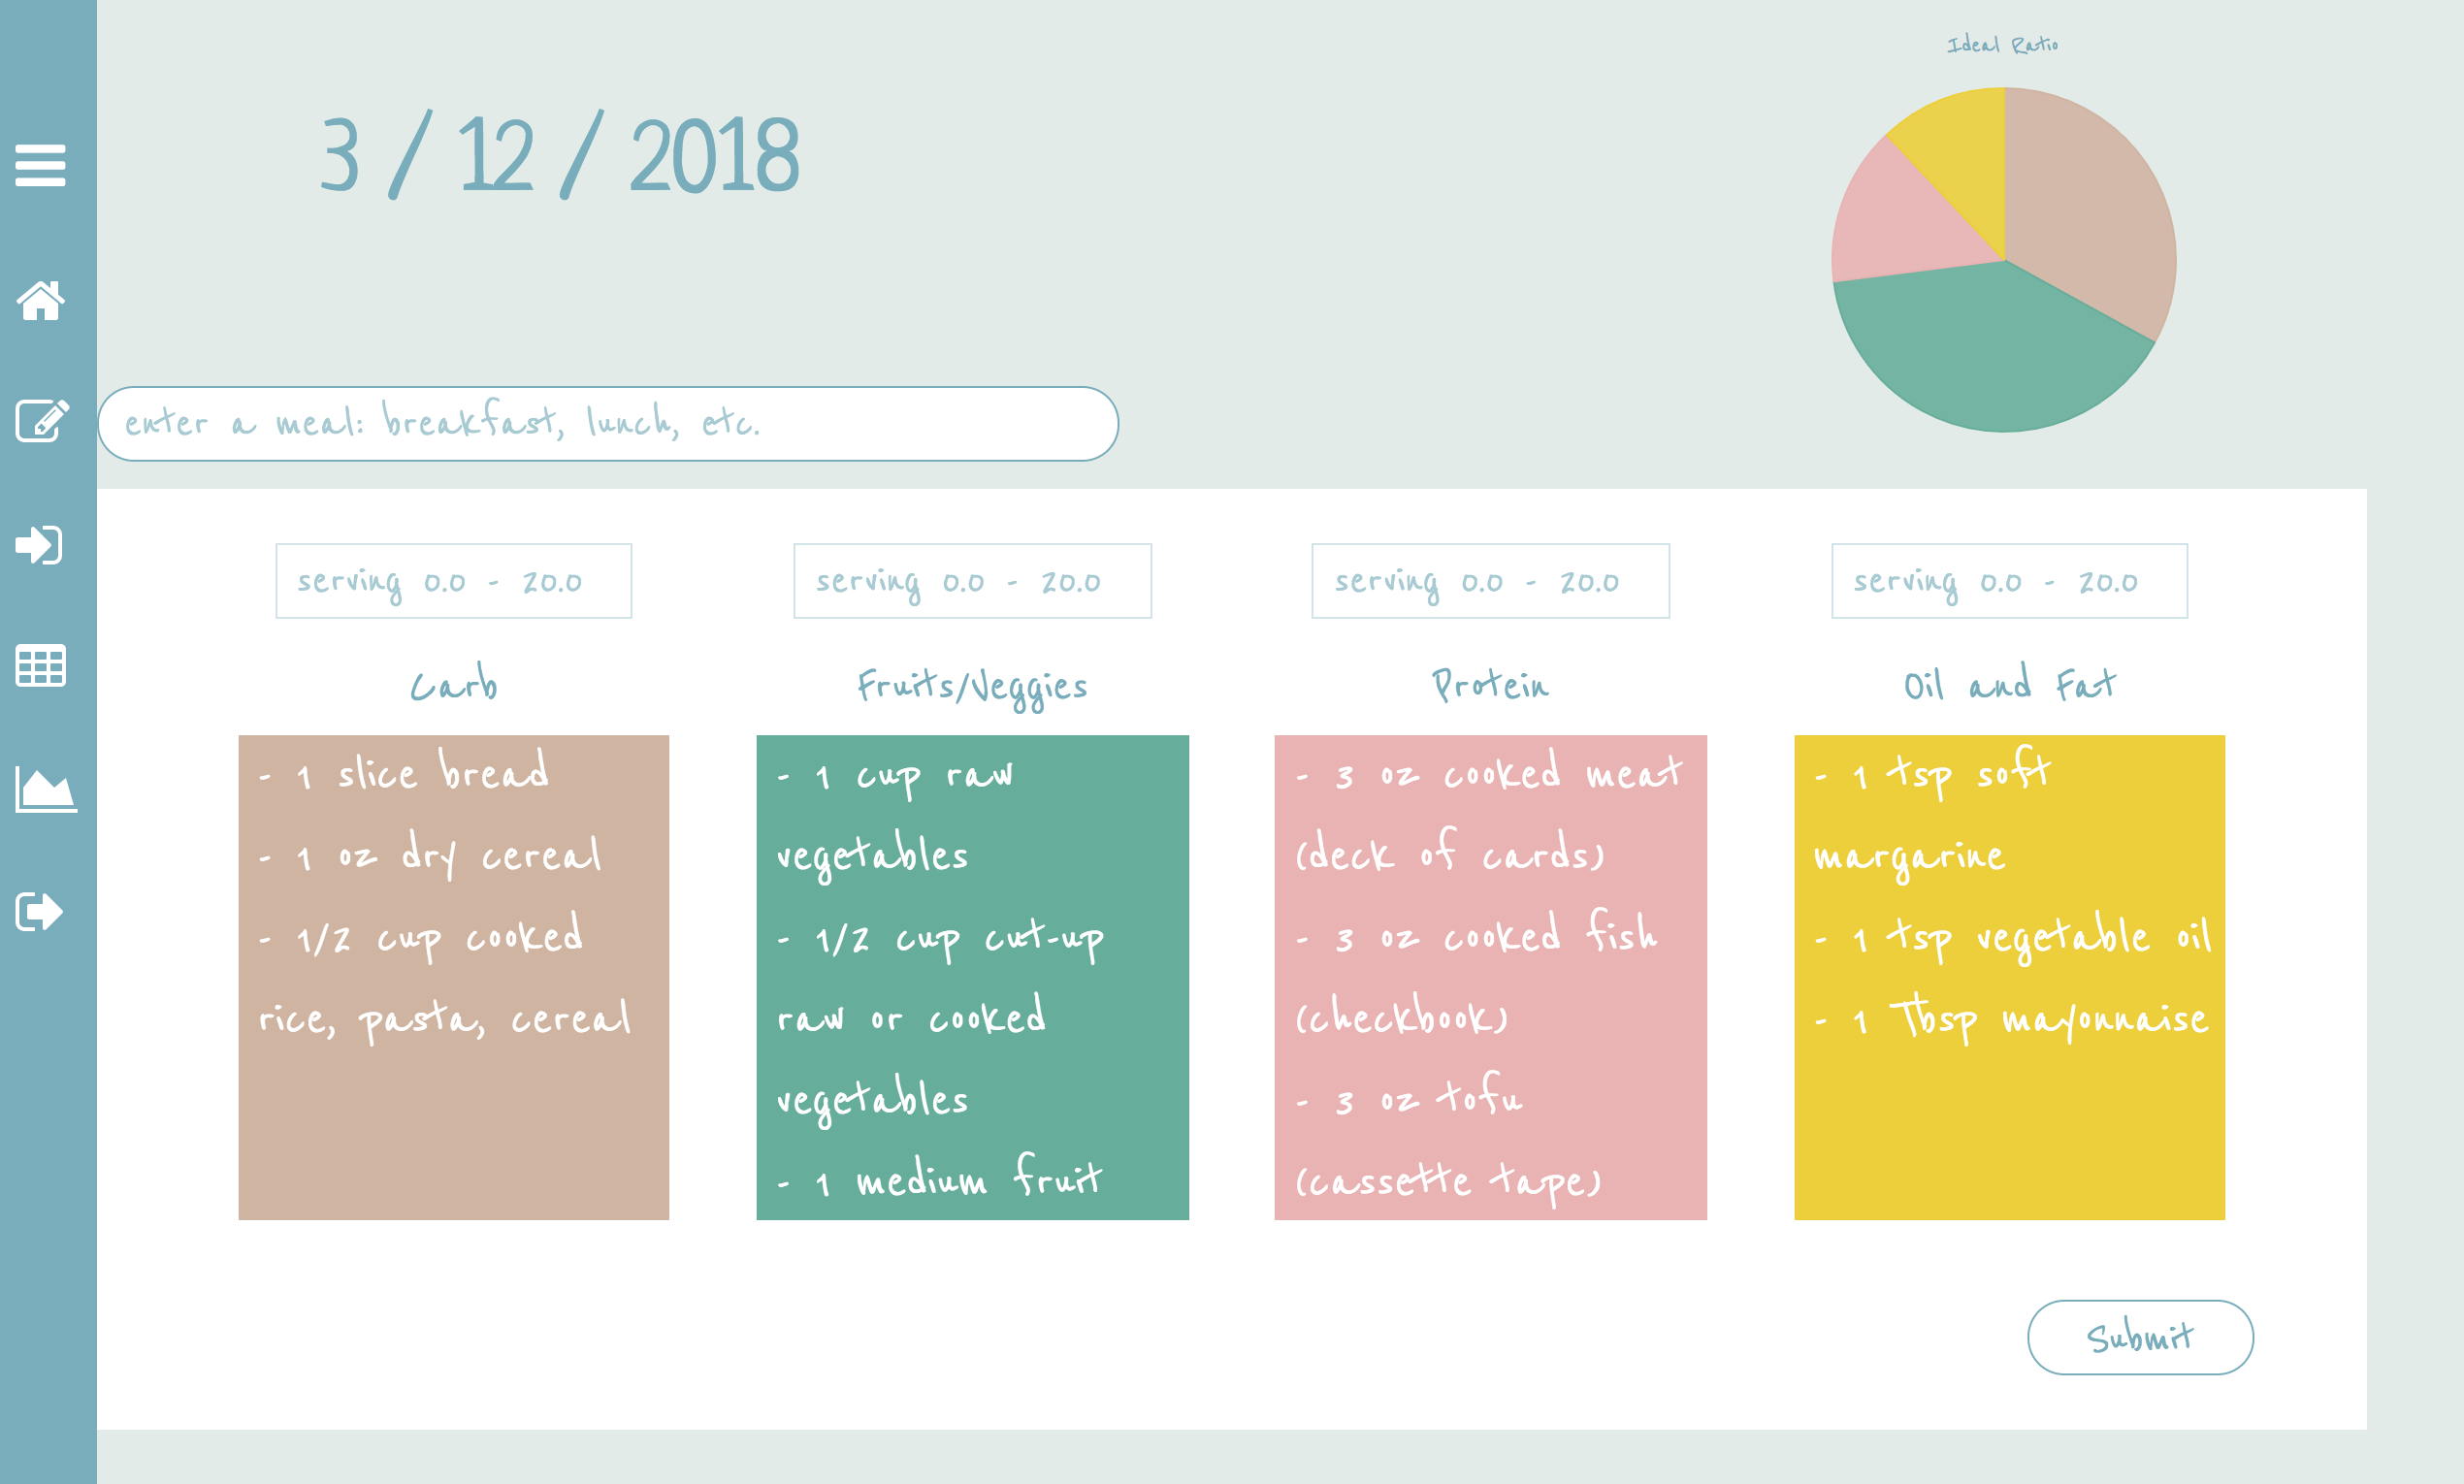 Ideal Ratio
3 / 12 / 2018
enter a meal: breakfast, lunch, etc.
serving 0.0 - 20.0
serving 0.0 - 20.0
serving 0.0 - 20.0
serving 0.0 - 20.0
Carb
Fruits/Veggies
Protein
Oil and Fat
- 1 slice bread
- 1 oz dry cereal
- 1/2 cup cooked
rice, pasta, cereal
- 1 cup raw
vegetables
- 1/2 cup cut-up
raw or cooked
vegetables
- 1 medium fruit
- 3 oz cooked meat
(deck of cards)
- 3 oz cooked fish
(checkbook)
- 3 oz tofu
(cassette tape)
- 1 tsp soft
margarine
- 1 tsp vegetable oil
- 1 Tbsp mayonnaise
Submit